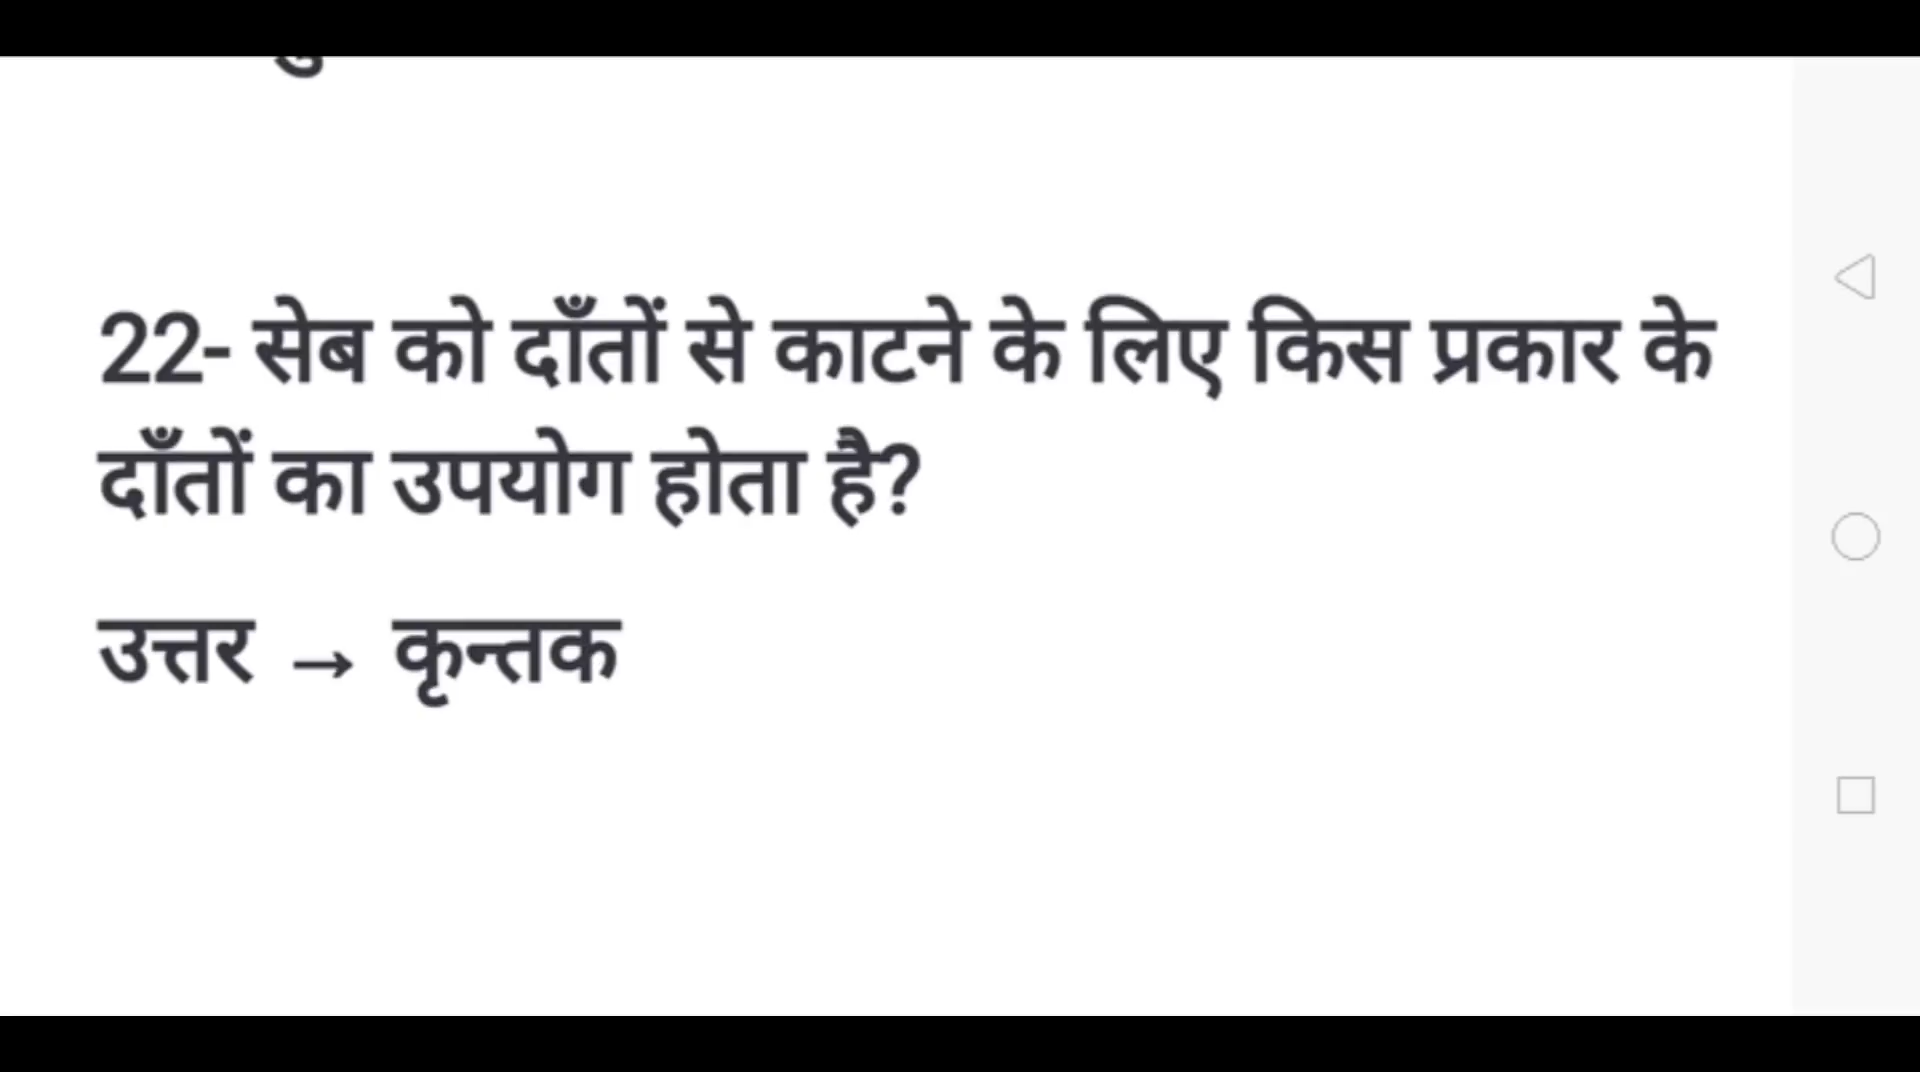 22- सेब को दाँतों से काटने के लिए किस प्रकार के
दाँतों का उपयोग होता है?
उत्तर → कृन्तक